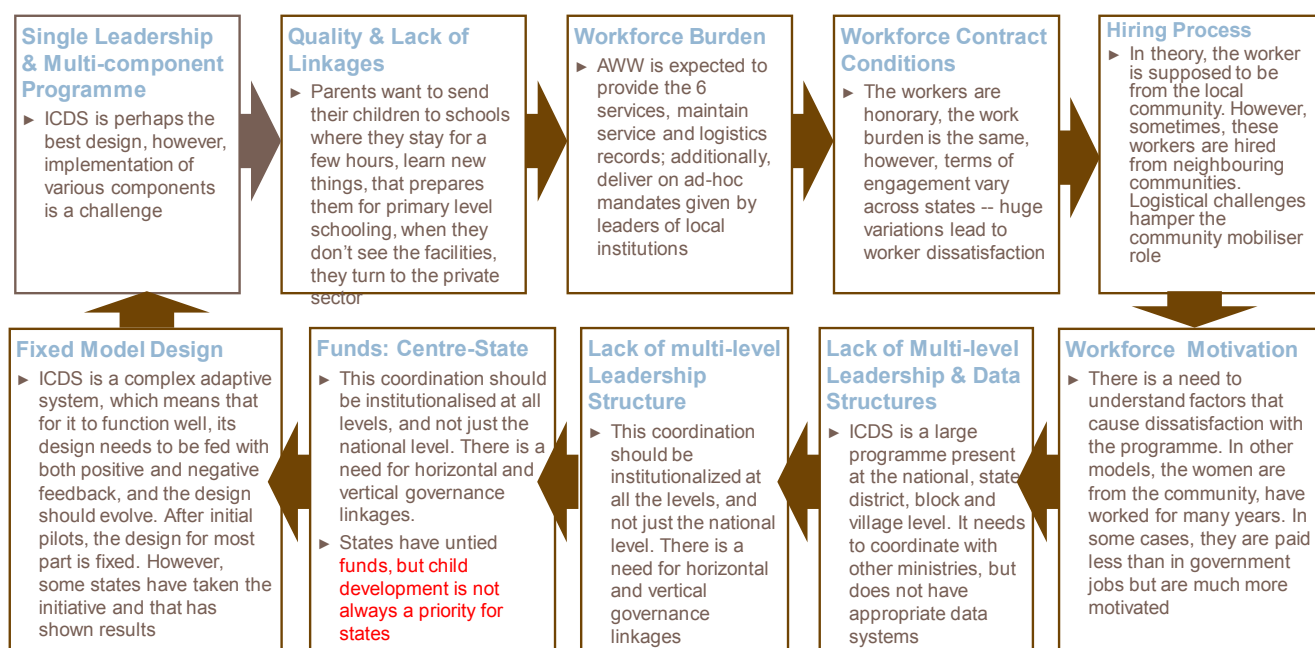 Single Leadership
& Multi-component
Programme
► ICDS is perhaps the
best design, however,
implementation of
various components
is a challenge
Quality & Lack of
Linkages
► Parents want to send
their children to schools
where they stay for a
few hours, learn new
things, that prepares
them for primary level
schooling, when they
don't see the facilities,
they turn to the private
sector
Workforce Burden
► AWW is expected to
provide the 6
services, maintain
service and logistics
records; additionally,
deliver on ad-hoc
mandates given by
leaders of local
institutions
Workforce Contract
Conditions
► The workers are
honorary, the work
burden is the same,
however, terms of
engagement vary
across states -- huge
variations lead to
worker dissatisfaction
Hiring Process
► In theory, the worker
is supposed to be
from the local
community. However,
sometimes, these
workers are hired
from neighbouring
communities.
Logistical challenges
hamper the
community mobiliser
role
Fixed Model Design
► ICDS is a complex adaptive
system, which means that
for it to function well, its
design needs to be fed with
both positive and negative
feedback, and the design
should evolve. After initial
pilots, the design for most
part is fixed. However,
some states have taken the
initiative and that has
shown results
Funds: Centre-State
► This coordination should
be institutionalised at all
levels, and not just the
national level. There is a
need for horizontal and
vertical governance
linkages.
► States have untied
funds, but child
development is not
always a priority for
states
Lack of multi-level
Leadership
Structure
► This coordination
should be
institutionalized at
all the levels, and
not just the national
level. There is a
need for horizontal
and vertical
governance
linkages
Lack of Multi-level
Leadership & Data
Structures
► ICDS is a large
programme present
at the national, state
district, block and
village level. It needs
to coordinate with
other ministries, but
does not have
appropriate data
systems
Workforce Motivation
► There is a need to
understand factors that
cause dissatisfaction with
the programme. In other
models, the women are
from the community, have
worked for many years. In
some cases, they are paid
less than in government
jobs but are much more
motivated